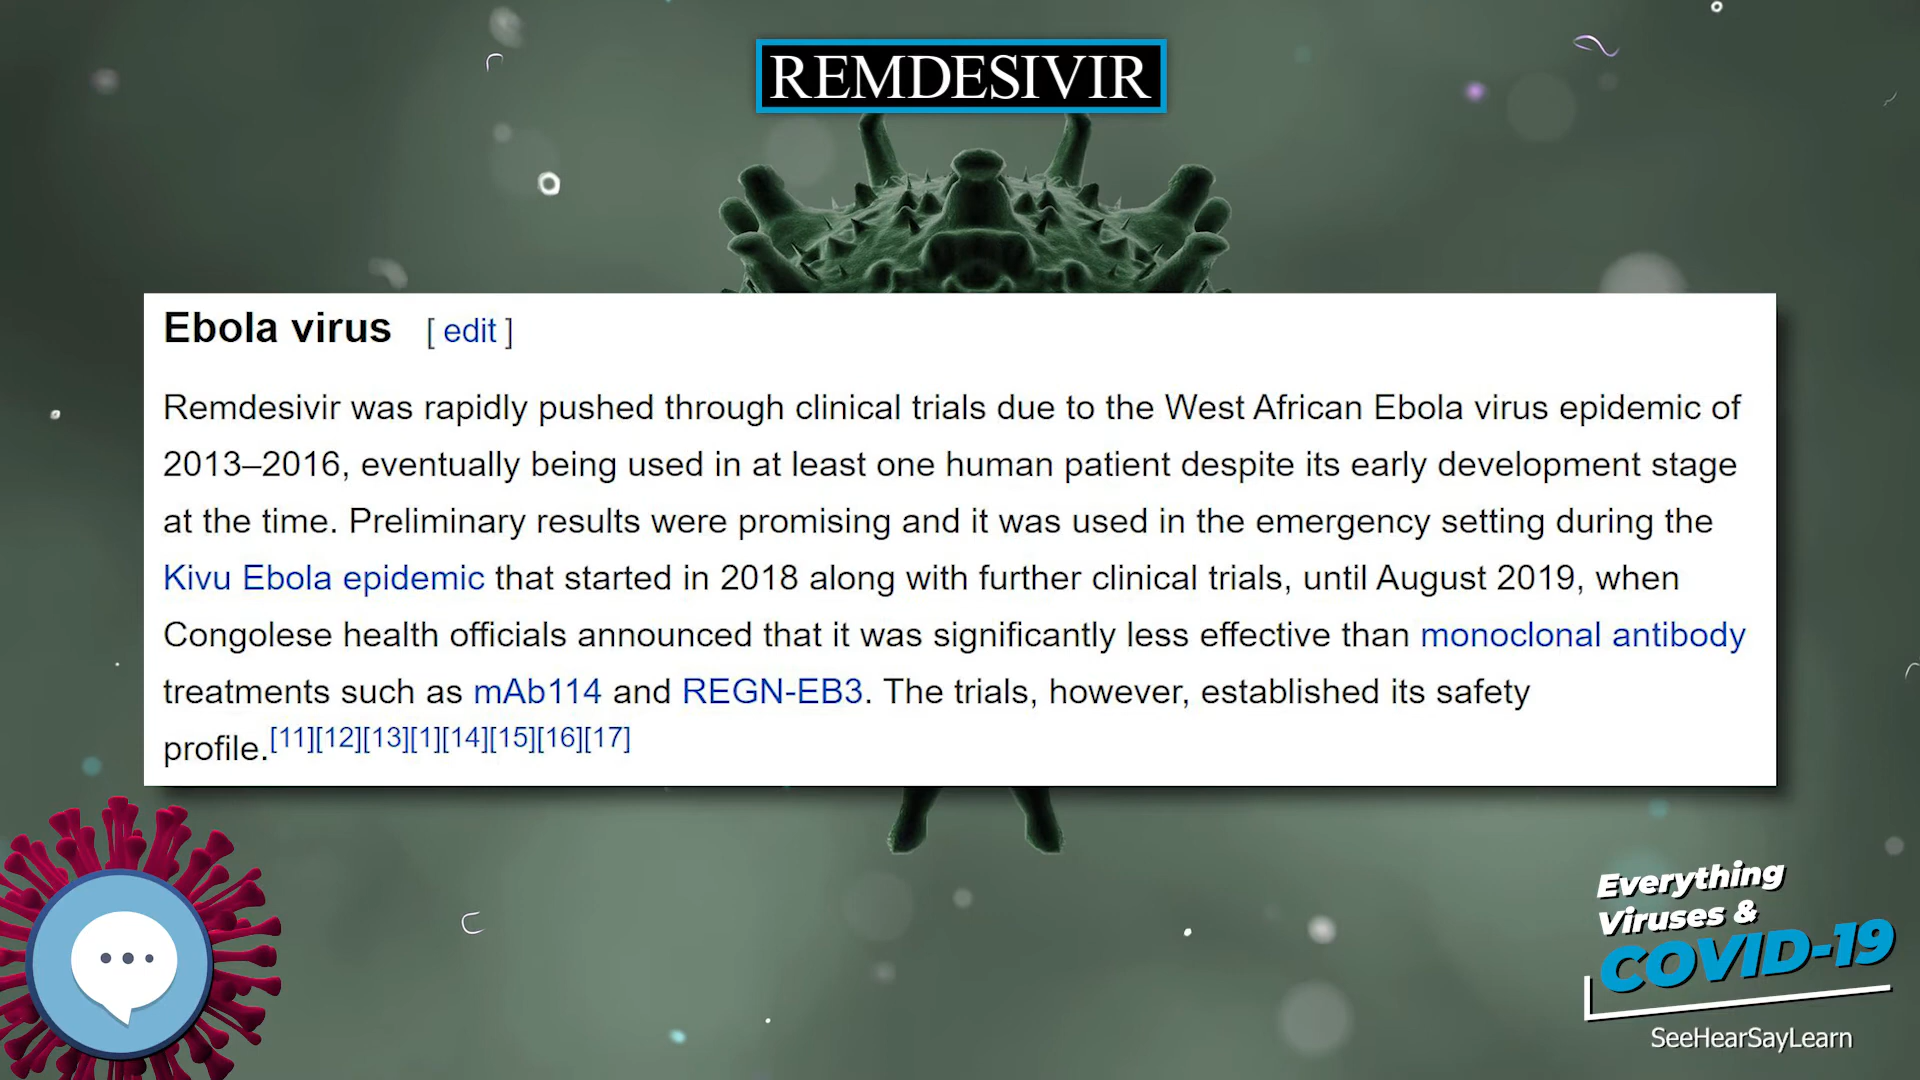 REMDESIVIR
Ebola virus [ edit ]
Remdesivir was rapidly pushed through clinical trials due to the West African Ebola virus epidemic of
2013–2016, eventually being used in at least one human patient despite its early development stage
at the time. Preliminary results were promising and it was used in the emergency setting during the
Kivu Ebola epidemic that started in 2018 along with further clinical trials, until August 2019, when
Congolese health officials announced that it was significantly less effective than monoclonal antibody
treatments such as mAb114 and REGN-EB3. The trials, however, established its safety
profile.[11][12][13][1][14][15][16][17]
Everything
Viruses &
COVID-19
SeeHearSayLearn